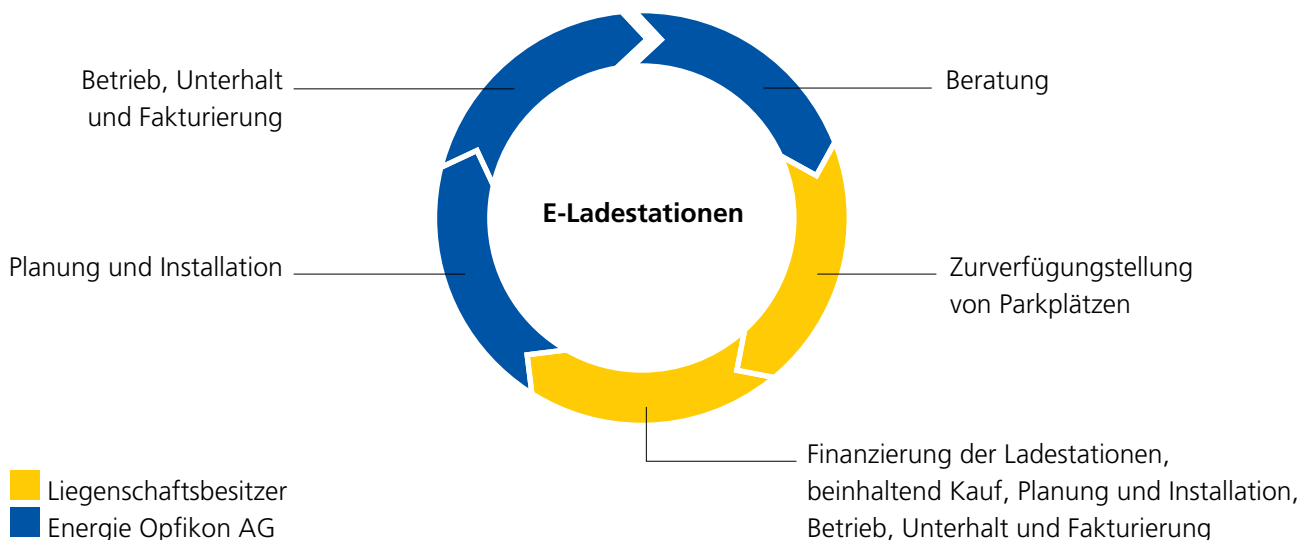 Betrieb, Unterhalt
und Fakturierung
Beratung
E-Ladestationen
Planung und Installation
Zurverfügungstellung
von Parkplätzen
Finanzierung der Ladestationen,
beinhaltend Kauf, Planung und Installation,
Betrieb, Unterhalt und Fakturierung
Liegenschaftsbesitzer
Energie Opfikon AG